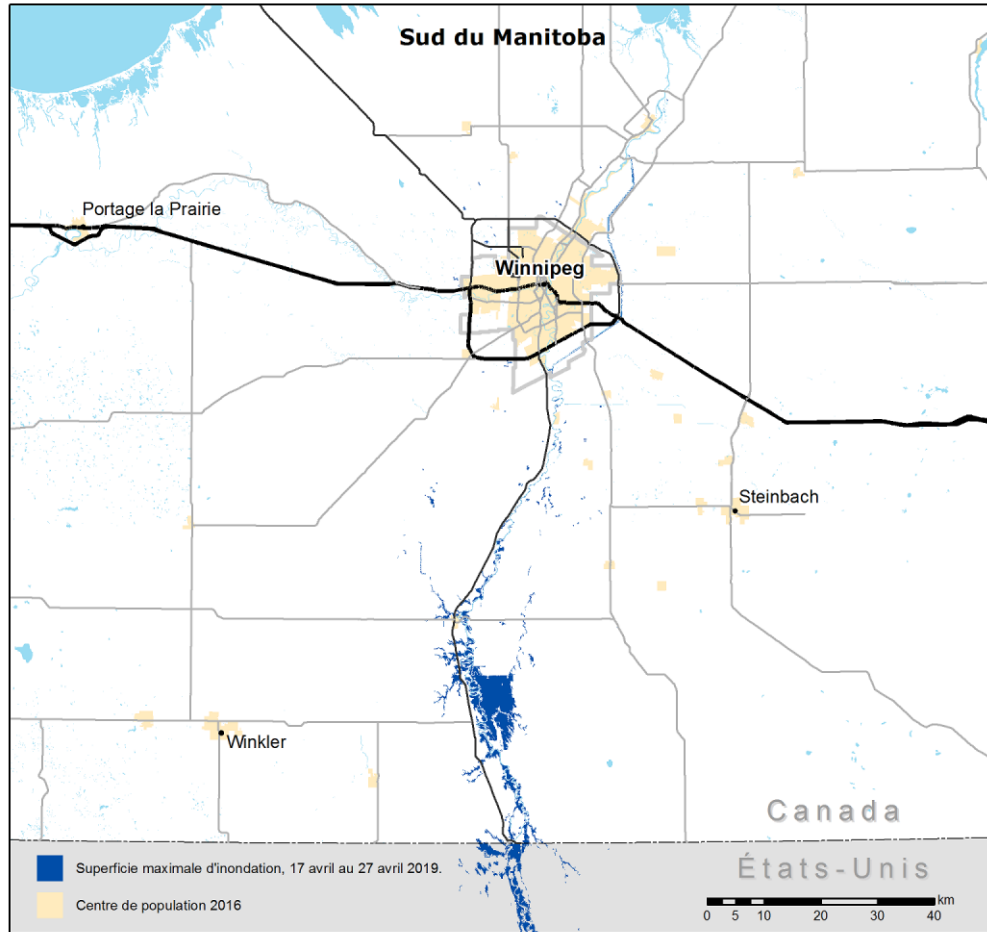 Sud du Manitoba
Portage la Prairie
Winnipeg
Steinbach
Winkler
Canada
États-Unis
Superficie maximale d'inondation, 17 avril au 27 avril 2019.
Centre de population 2016
km
0 5 10 20 30 40